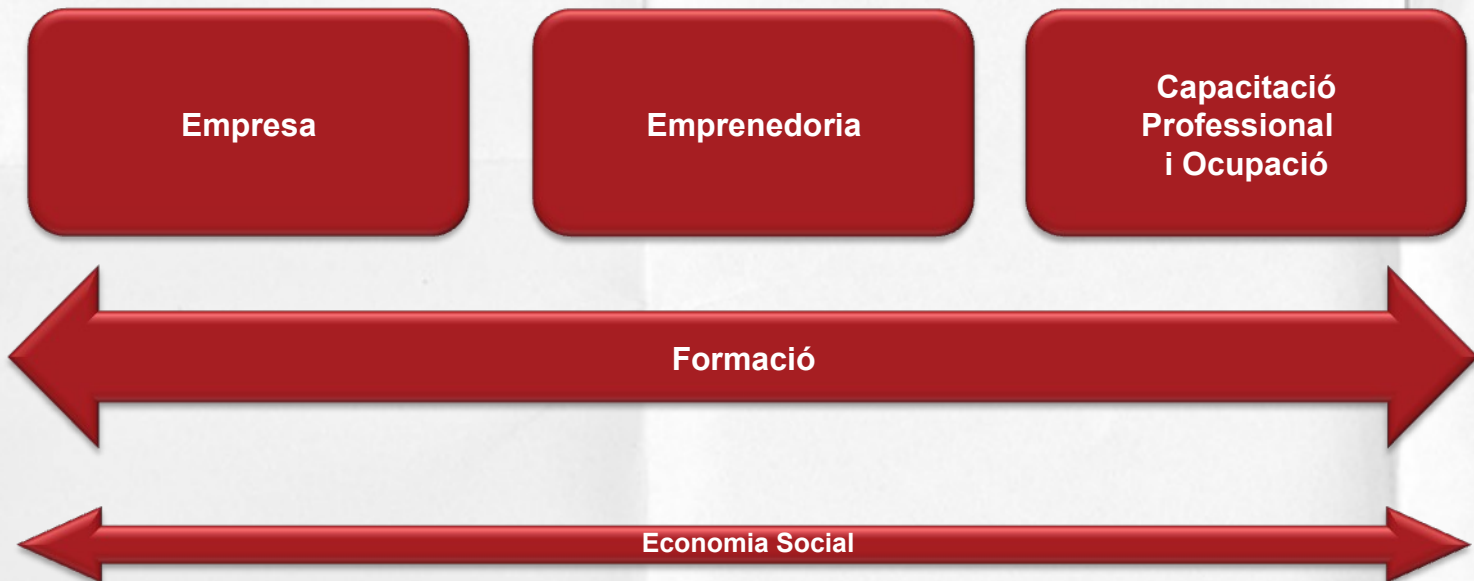 Empresa
Emprenedoria
Capacitació
Professional
i Ocupació
Formació
Economia Social